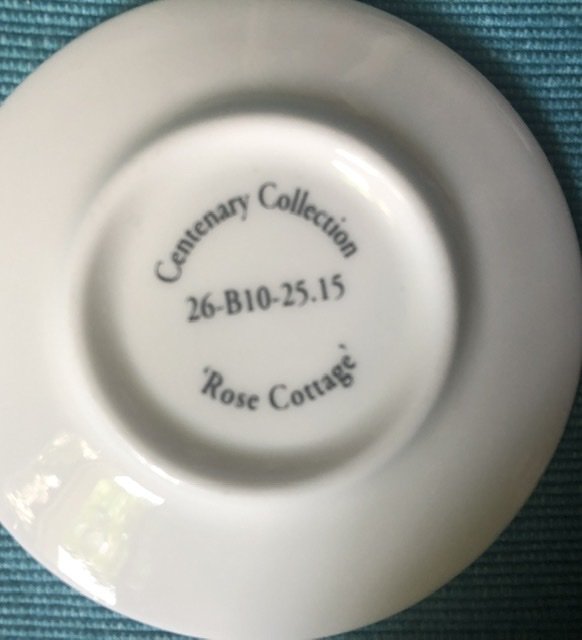 Centenary Collection
26-B10-25.15
'Rose Cottage'